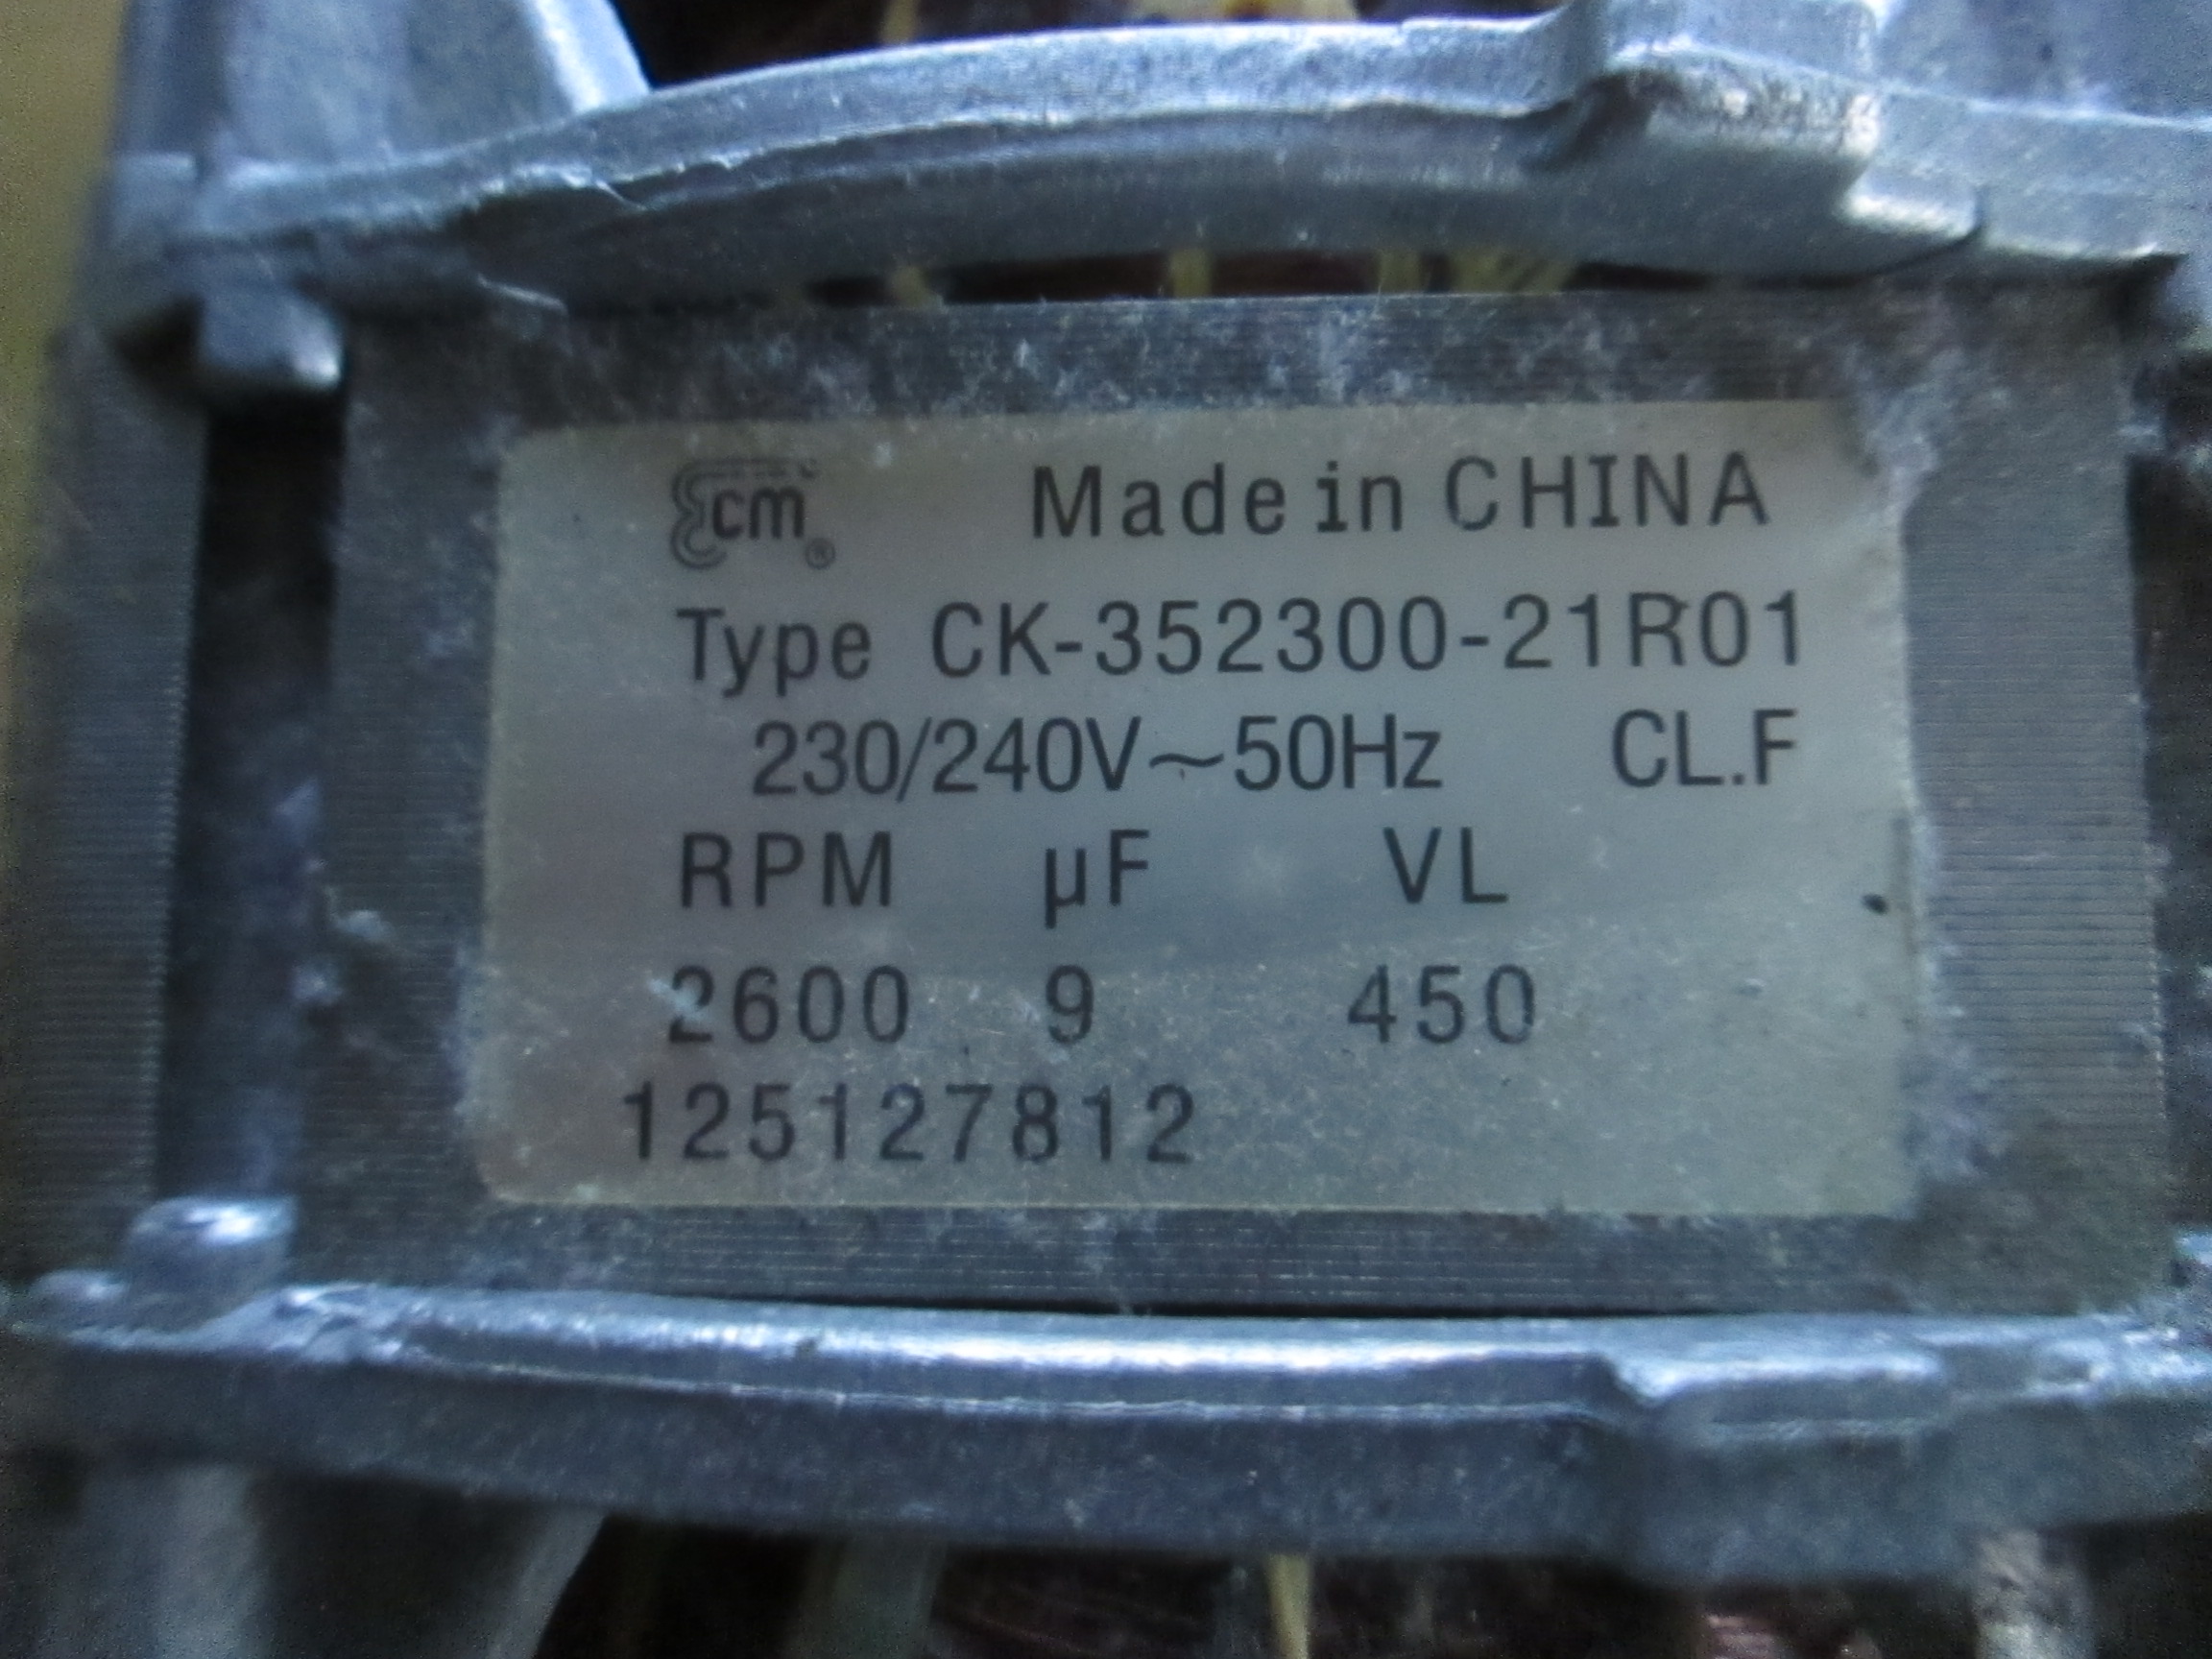 Ecm® Made in CHINA
Type CK-352300-21R01
230/240V~50Hz CL.F
RPM µF VL
2600 9 450
125127812